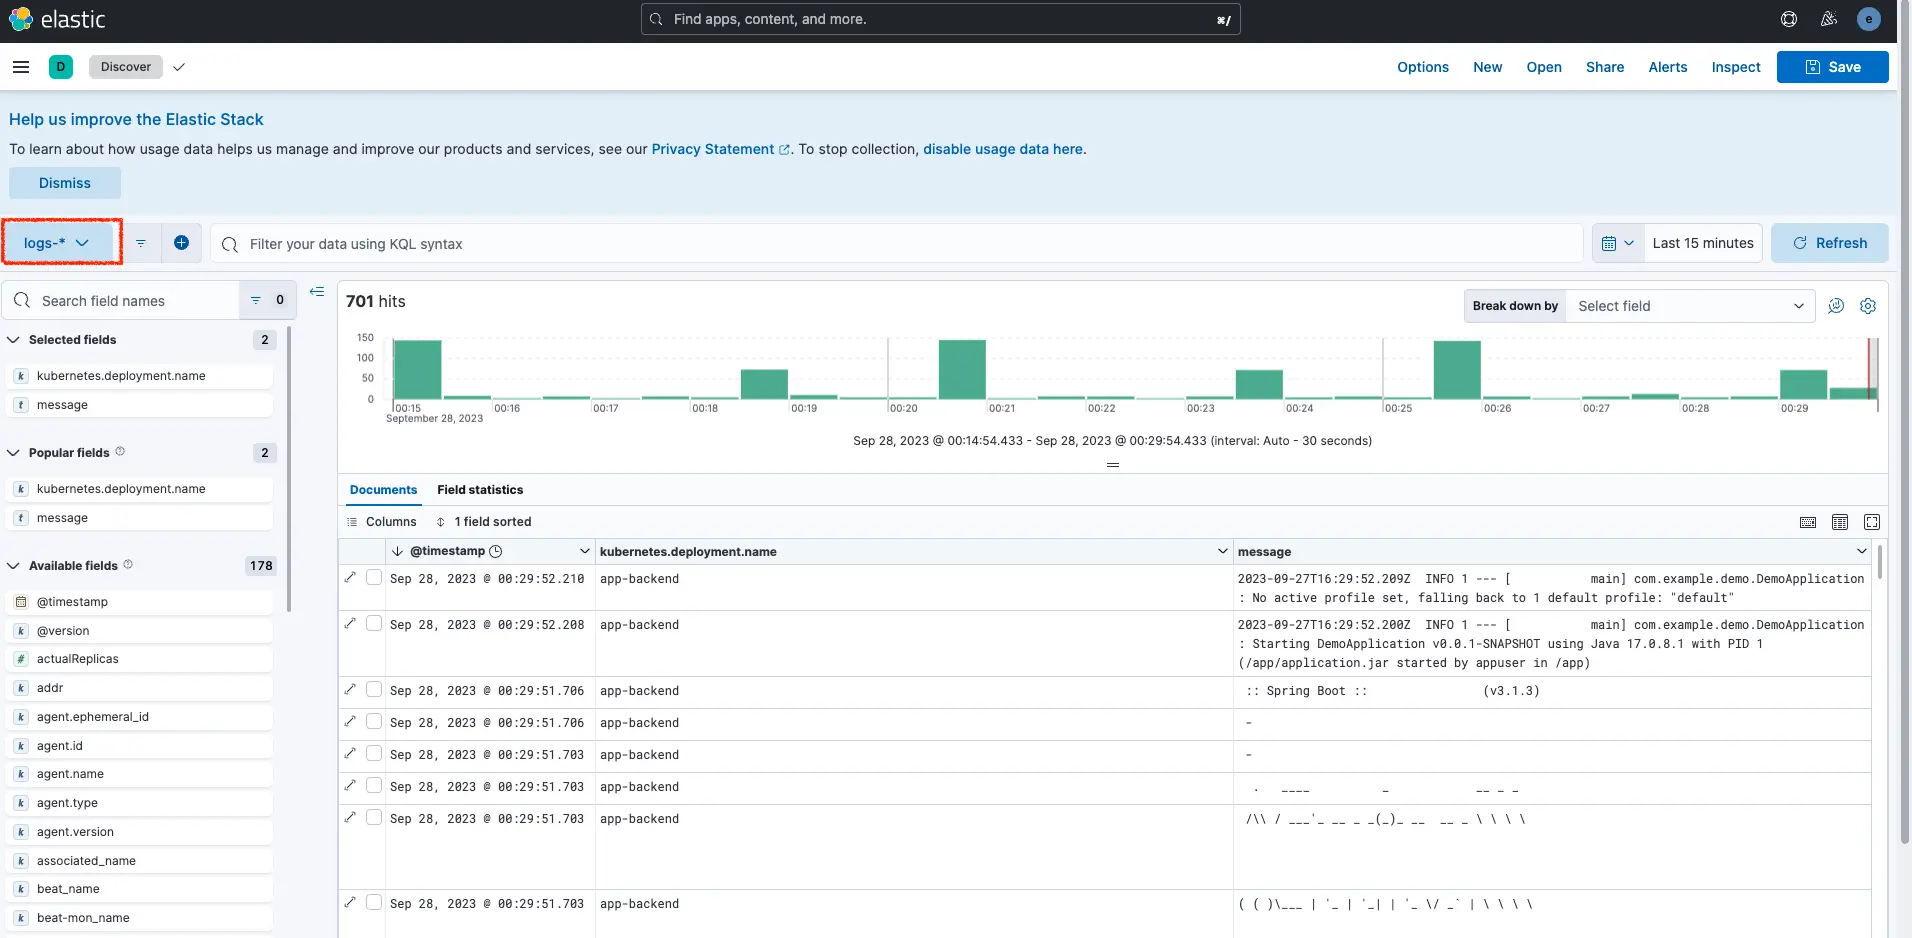 elastic
Find apps, content, and more.
⌘/
e
D
Discover
Options
New
Open
Share
Alerts
Inspect
Save
Help us improve the Elastic Stack
To learn about how usage data helps us manage and improve our products and services, see our Privacy Statement . To stop collection, disable usage data here.
Dismiss
logs-*
Filter your data using KQL syntax
Last 15 minutes
Refresh
Search field names
0
Selected fields
2
k kubernetes.deployment.name
t message
Popular fields
2
k kubernetes.deployment.name
t message
Available fields
178
@timestamp
k @version
# actualReplicas
k addr
k agent.ephemeral_id
k agent.id
k agent.name
k agent.type
k agent.version
k associated_name
k beat_name
k beat-mon_name
701 hits
Break down by
Select field
150
100
50
0
00:15 00:16 00:17 00:18 00:19 00:20 00:21 00:22 00:23 00:24 00:25 00:26 00:27 00:28 00:29
September 28, 2023
Sep 28, 2023 @ 00:14:54.433 - Sep 28, 2023 @ 00:29:54.433 (interval: Auto - 30 seconds)
Documents
Field statistics
Columns
1 field sorted
@timestamp
kubernetes.deployment.name
message
Sep 28, 2023 @ 00:29:52.210 app-backend 2023-09-27T16:29:52.209Z  INFO 1 --- [           main] com.example.demo.DemoApplication
: No active profile set, falling back to 1 default profile: "default"
Sep 28, 2023 @ 00:29:52.208 app-backend 2023-09-27T16:29:52.200Z  INFO 1 --- [           main] com.example.demo.DemoApplication
: Starting DemoApplication v0.0.1-SNAPSHOT using Java 17.0.8.1 with PID 1
(/app/application.jar started by appuser in /app)
Sep 28, 2023 @ 00:29:51.706 app-backend :: Spring Boot ::                (v3.1.3)
Sep 28, 2023 @ 00:29:51.706 app-backend -
Sep 28, 2023 @ 00:29:51.703 app-backend -
Sep 28, 2023 @ 00:29:51.703 app-backend .   ____          _            __ _ _
Sep 28, 2023 @ 00:29:51.703 app-backend /\\ / ___'_ __ _ _(_)_ __  __ _ \ \ \ \
Sep 28, 2023 @ 00:29:51.703 app-backend ( ( )\___ | '_ | '_| | '_ \/ _` | \ \ \ \